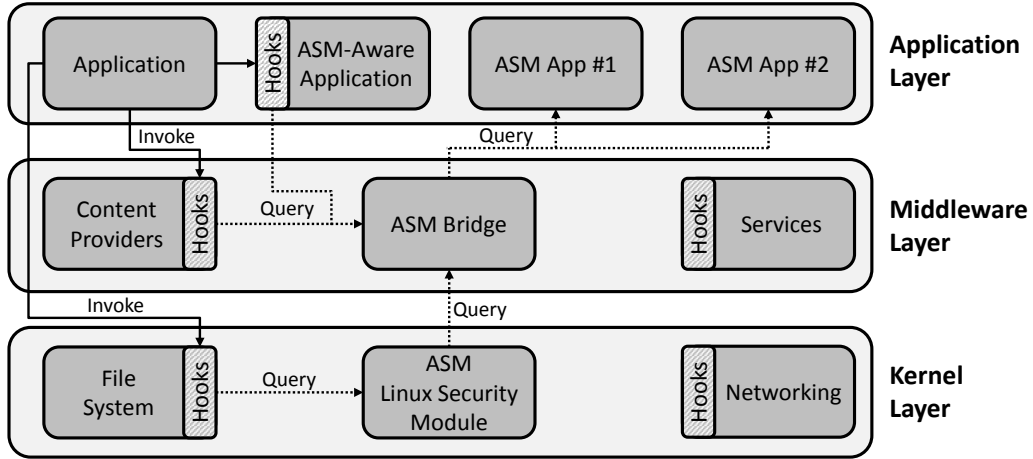 Application
Hooks
ASM-Aware
Application
ASM App #1
ASM App #2
Application
Layer
Invoke
Query
Content
Providers
Hooks
Query
ASM Bridge
Hooks
Services
Middleware
Layer
Invoke
Query
File
System
Hooks
Query
ASM
Linux Security
Module
Hooks
Networking
Kernel
Layer